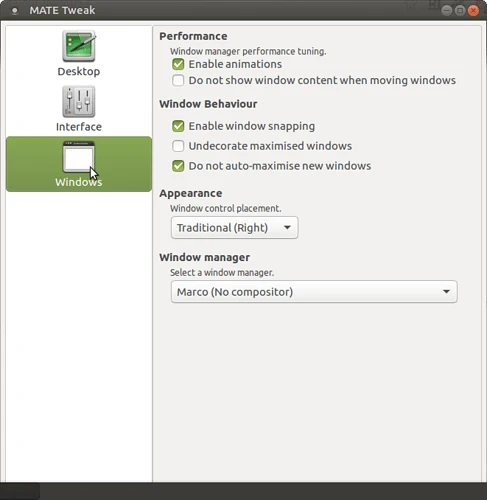 MATE Tweak
Desktop
Interface
Windows
Performance
Window manager performance tuning.
Enable animations
Do not show window content when moving windows
Window Behaviour
Enable window snapping
Undecorate maximised windows
Do not auto-maximise new windows
Appearance
Window control placement.
Traditional (Right)
Window manager
Select a window manager.
Marco (No compositor)